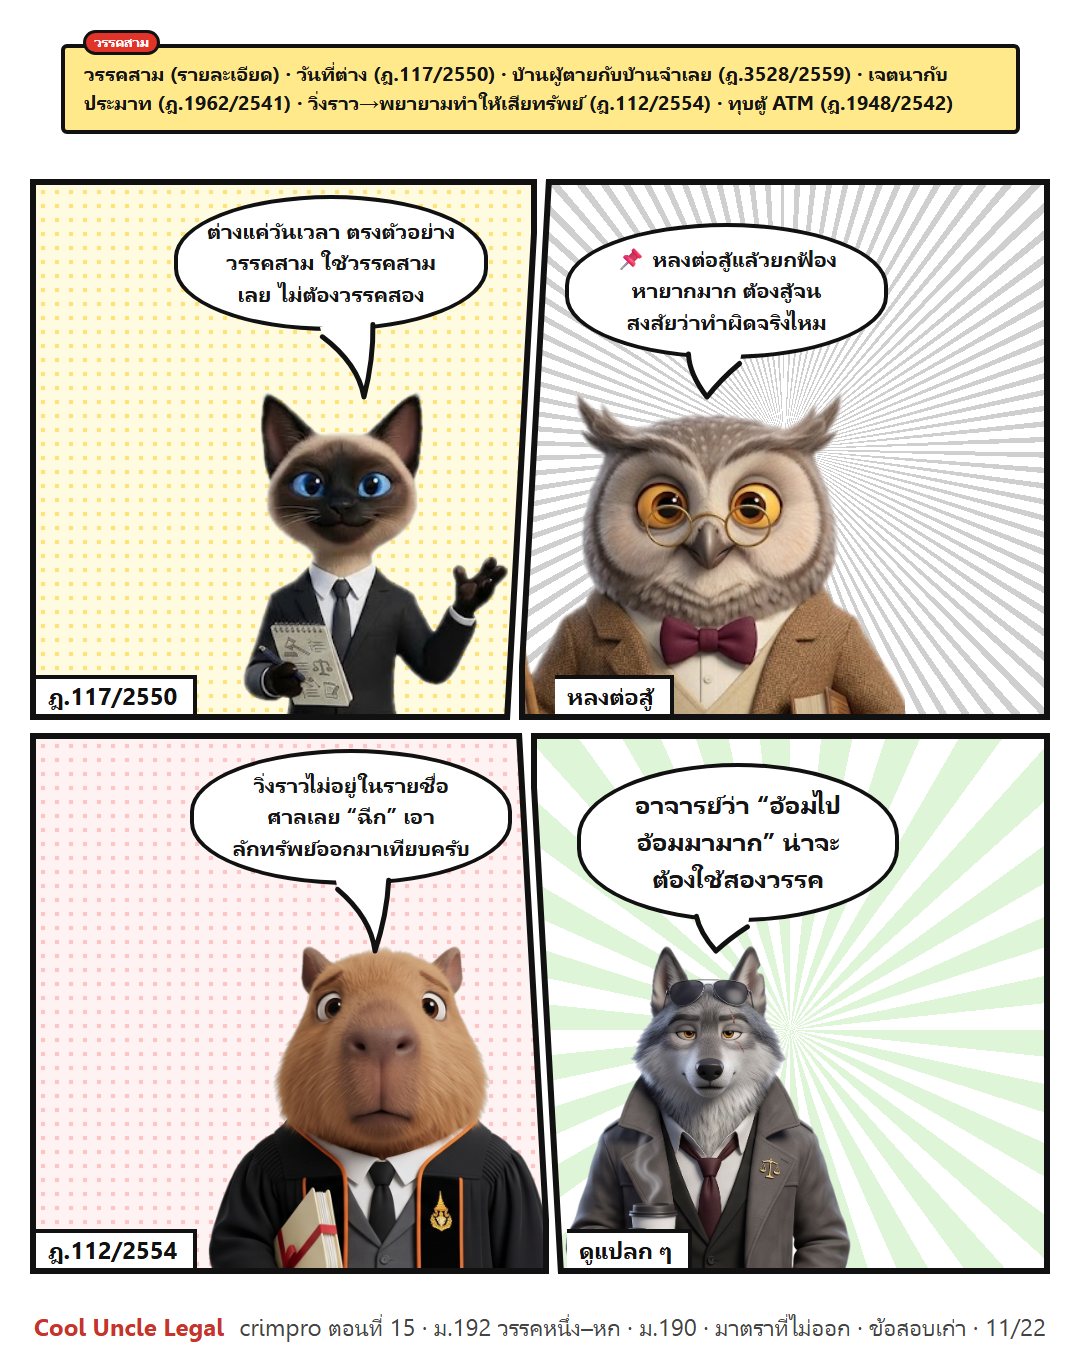 วรรคสาม
วรรคสาม (รายละเอียด) · วันที่ต่าง (ฎ.117/2550) · บ้านผู้ตายกับบ้านจำเลย (ฎ.3528/2559) · เจตนากับ
ประมาท (ฎ.1962/2541) · วิ่งราว→พยายามทำให้เสียทรัพย์ (ฎ.112/2554) · ทุบตู้ ATM (ฎ.1948/2542)
ต่างแค่วันเวลา ตรงตัวอย่าง
วรรคสาม ใช้วรรคสาม
เลย ไม่ต้องวรรคสอง
ฎ.117/2550
📌 หลงต่อสู้แล้วยกฟ้อง
หายากมาก ต้องสู้จน
สงสัยว่าทำผิดจริงไหม
หลงต่อสู้
วิ่งราวไม่อยู่ในรายชื่อ
ศาลเลย “ฉีก” เอา
ลักทรัพย์ออกมาเทียบครับ
ฎ.112/2554
อาจารย์ว่า “อ้อมไป
อ้อมมามาก” น่าจะ
ต้องใช้สองวรรค
ดูแปลก ๆ
Cool Uncle Legal crimpro ตอนที่ 15 · ม.192 วรรคหนึ่ง–หก · ม.190 · มาตราที่ไม่ออก · ข้อสอบเก่า · 11/22